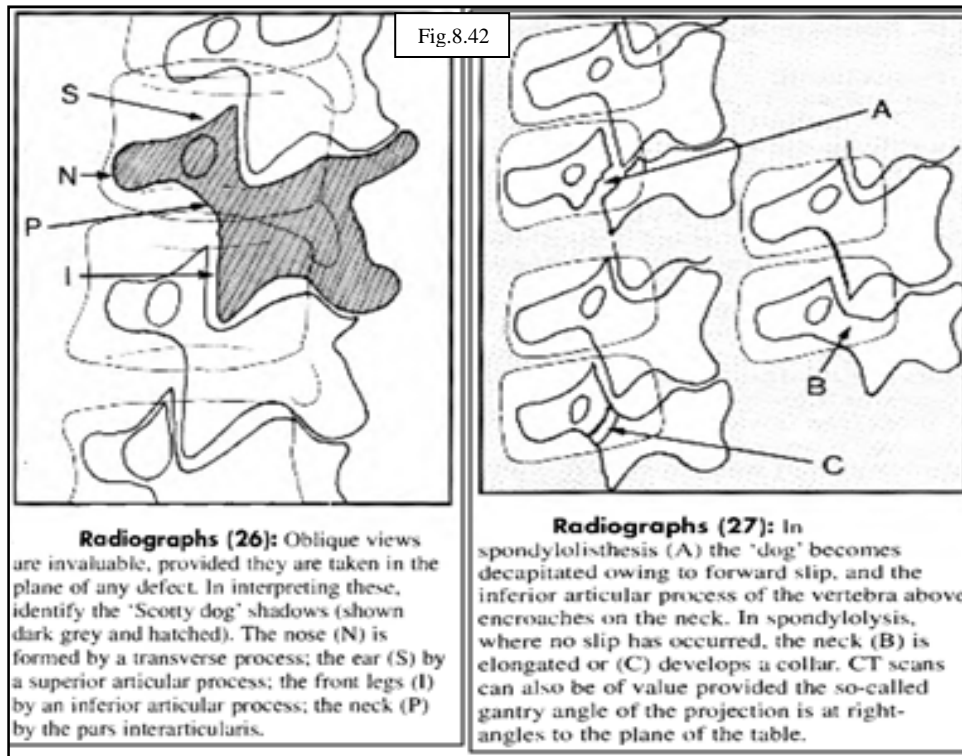 Fig.8.42
S
N
P
I
A
B
C
Radiographs (26): Oblique views
are invaluable, provided they are taken in the
plane of any defect. In interpreting these,
identify the ‘Scotty dog’ shadows (shown
dark grey and hatched). The nose (N) is
formed by a transverse process; the ear (S) by
a superior articular process; the front legs (I)
by an inferior articular process; the neck (P)
by the pars interarticularis.
Radiographs (27): In
spondylolisthesis (A) the ‘dog’ becomes
decapitated owing to forward slip, and the
inferior articular process of the vertebra above
encroaches on the neck. In spondylolysis,
where no slip has occurred, the neck (B) is
elongated or (C) develops a collar. CT scans
can also be of value provided the so-called
gantry angle of the projection is at right-
angles to the plane of the table.